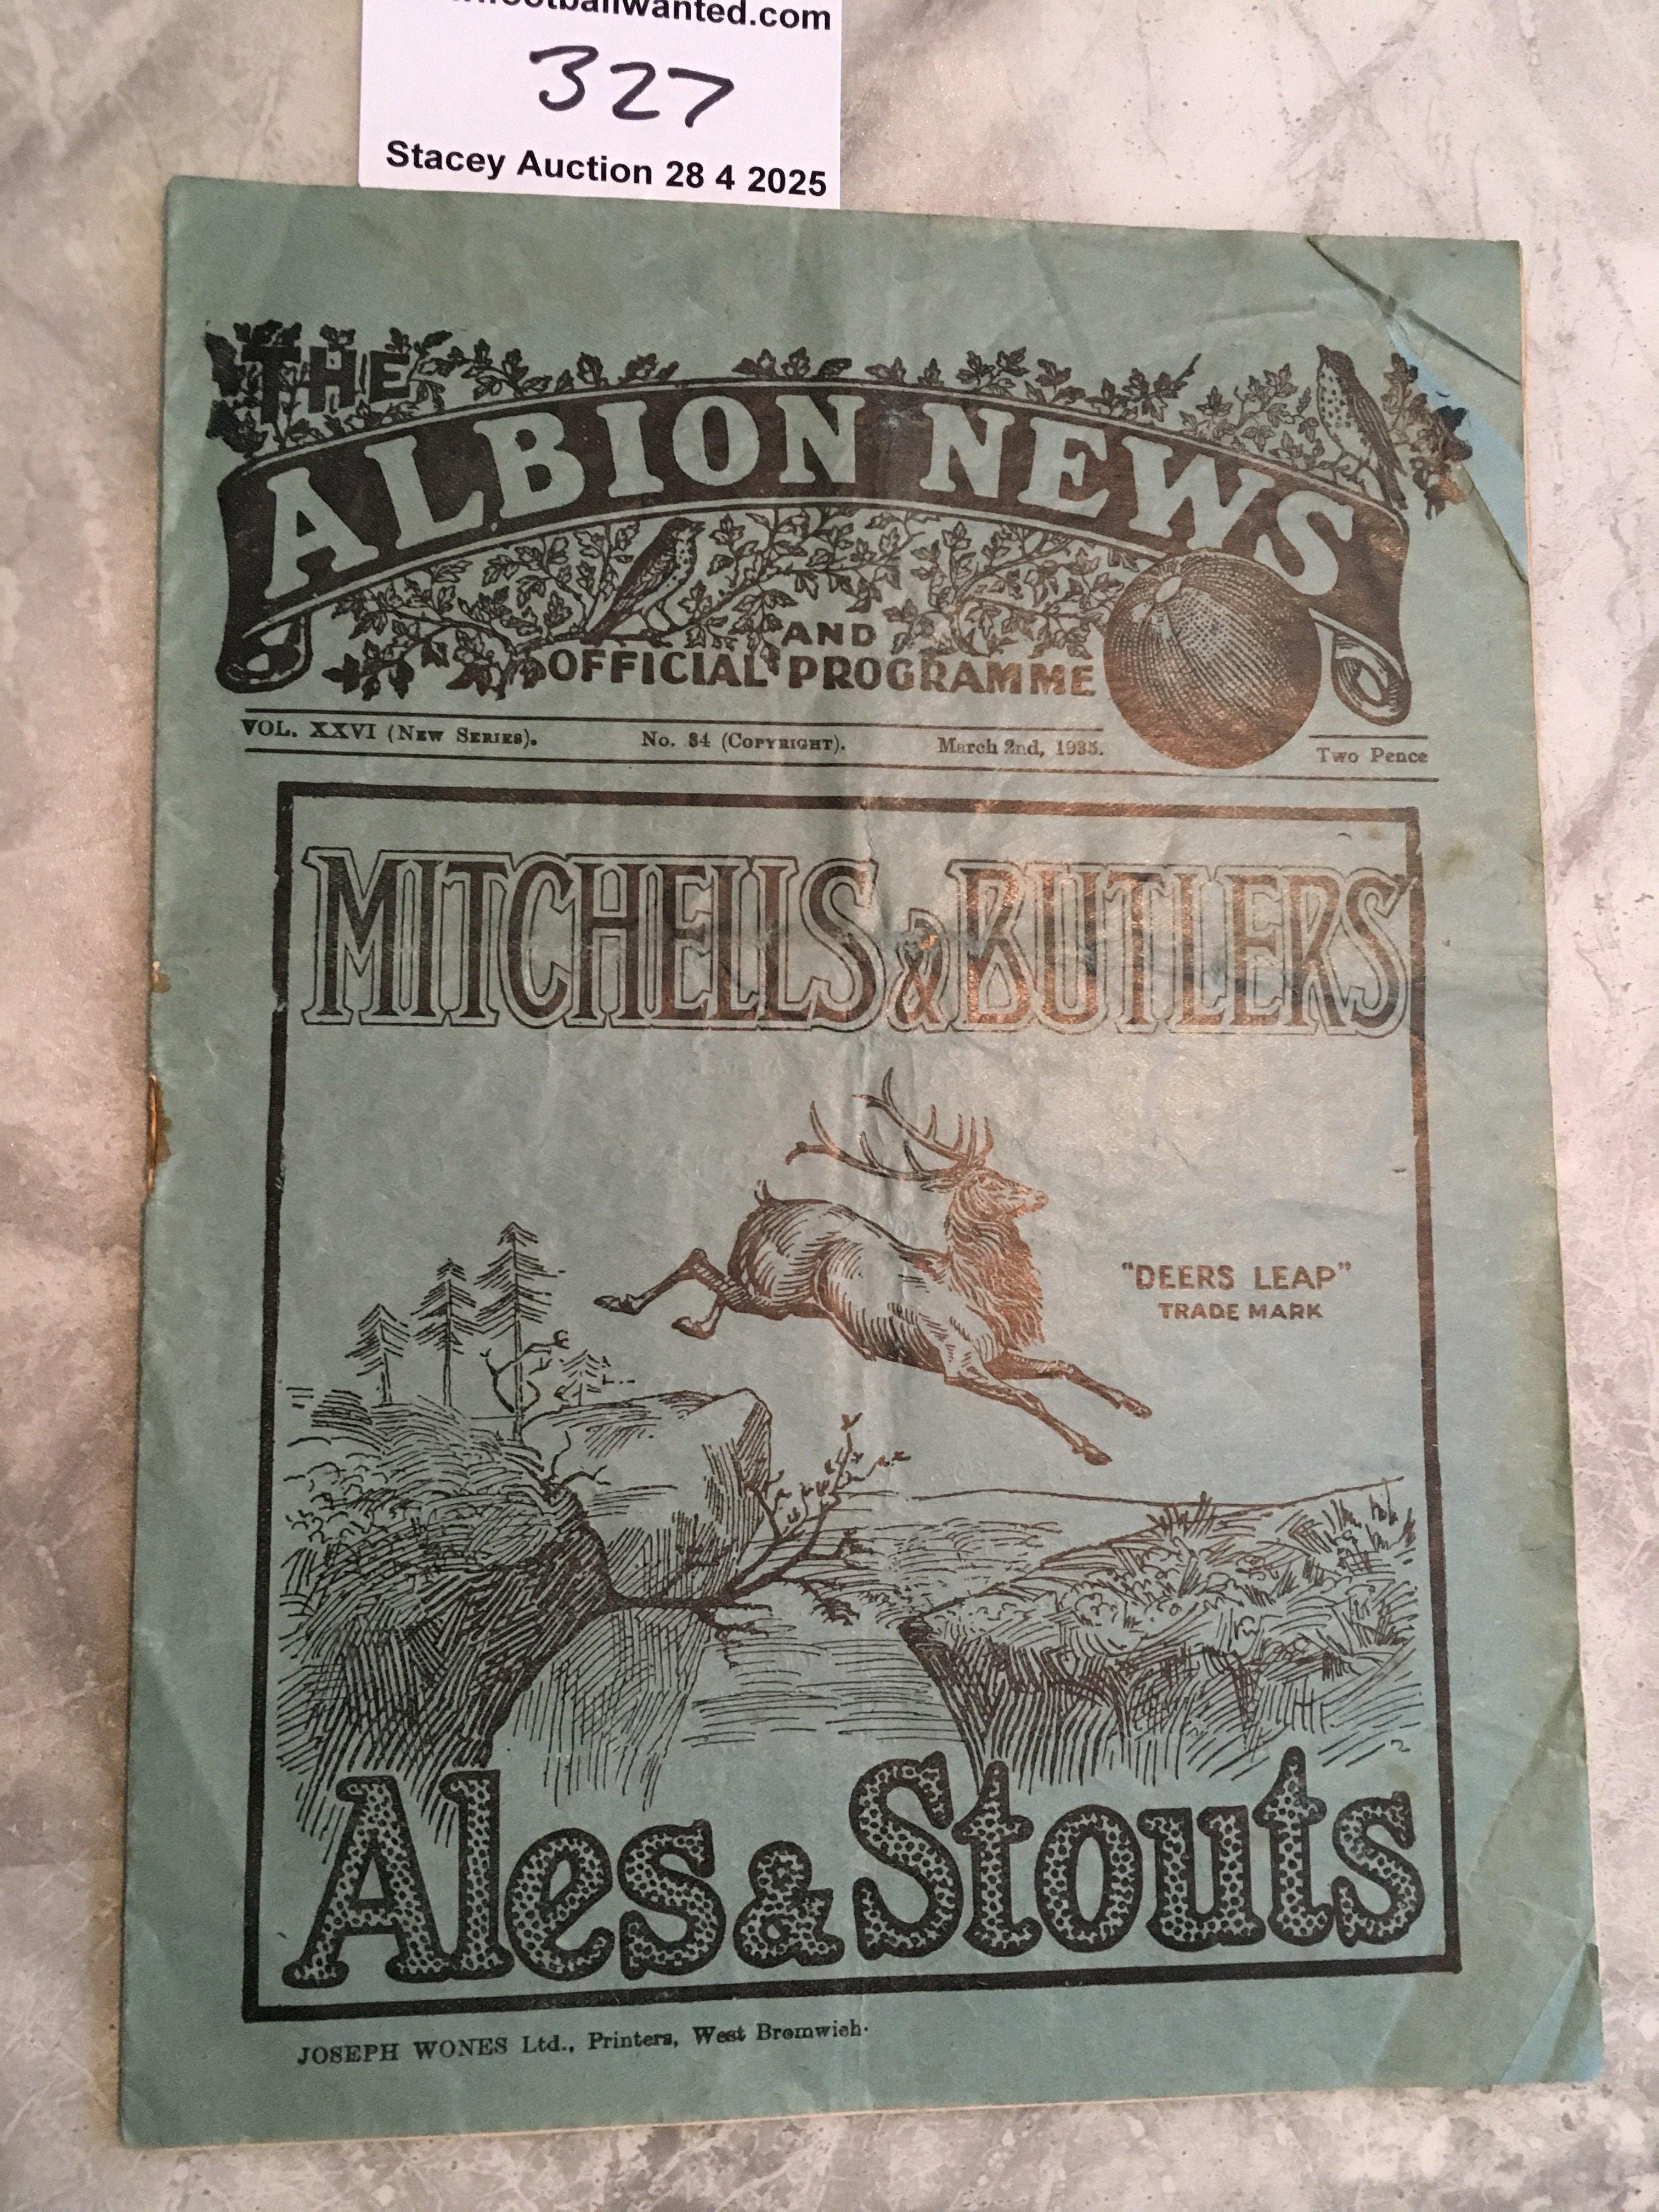 footballwanted.com
327
Stacey Auction 28 4 2025
THE
ALBION NEWS
AND
OFFICIAL PROGRAMME
VOL. XXVI (NEW SERIES). No. 34 (COPYRIGHT). March 2nd, 1935. Two Pence
MITCHELLS & BUTLERS
"DEERS LEAP"
TRADE MARK
Ales & Stouts
JOSEPH WONES Ltd., Printers, West Bromwich.